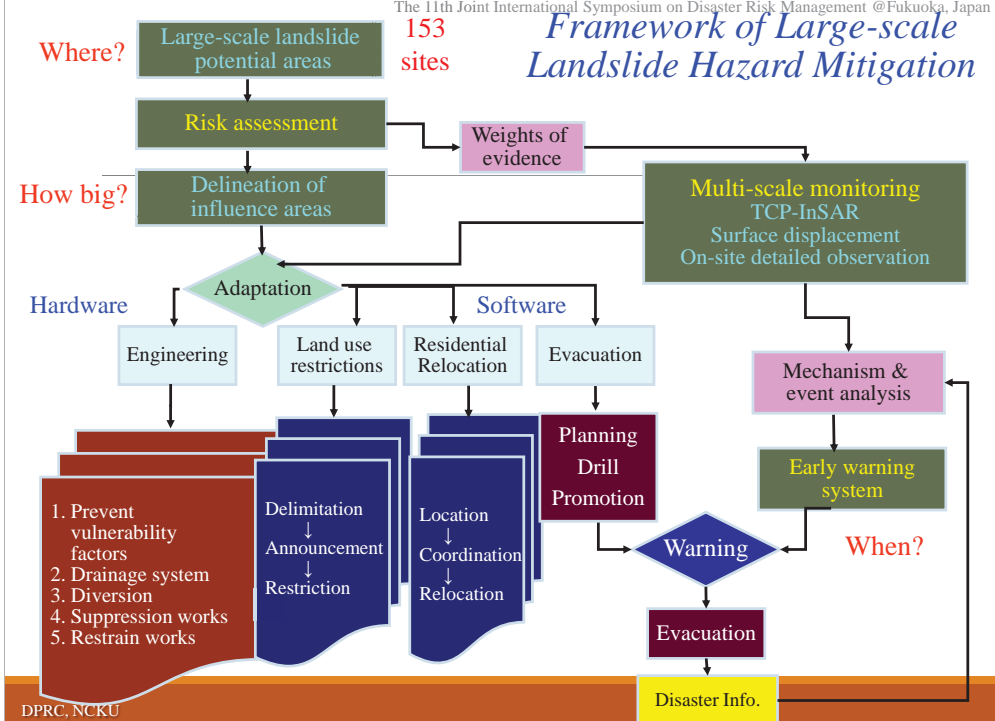 The 11th Joint International Symposium on Disaster Risk Management @Fukuoka, Japan
Framework of Large-scale
Landslide Hazard Mitigation
Where?
Large-scale landslide
potential areas
153
sites
Risk assessment
Weights of
evidence
How big?
Delineation of
influence areas
Multi-scale monitoring
TCP-InSAR
Surface displacement
On-site detailed observation
Adaptation
Hardware
Software
Engineering
Land use
restrictions
Residential
Relocation
Evacuation
Mechanism &
event analysis
1. Prevent
vulnerability
factors
2. Drainage system
3. Diversion
4. Suppression works
5. Restrain works
Delimitation
↓
Announcement
↓
Restriction
Location
↓
Coordination
↓
Relocation
Planning
Drill
Promotion
Early warning
system
Warning
When?
Evacuation
Disaster Info.
DPRC, NCKU